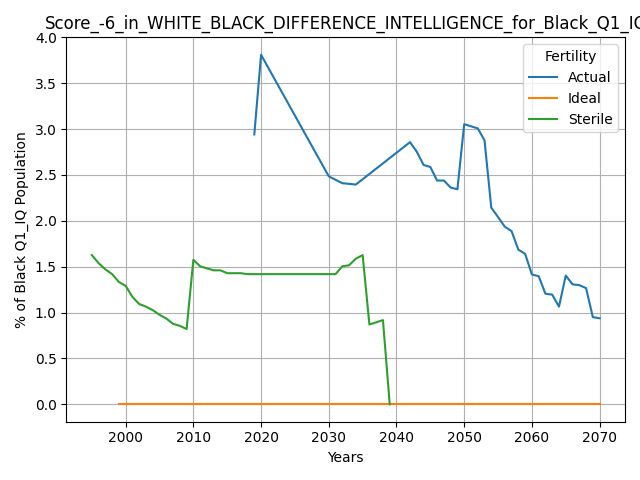 Score_-6_in_WHITE_BLACK_DIFFERENCE_INTELLIGENCE_for_Black_Q1_IQ
4.0
3.5
3.0
2.5
2.0
1.5
1.0
0.5
0.0
% of Black Q1_IQ Population
Fertility
Actual
Ideal
Sterile
2000 2010 2020 2030 2040 2050 2060 2070
Years